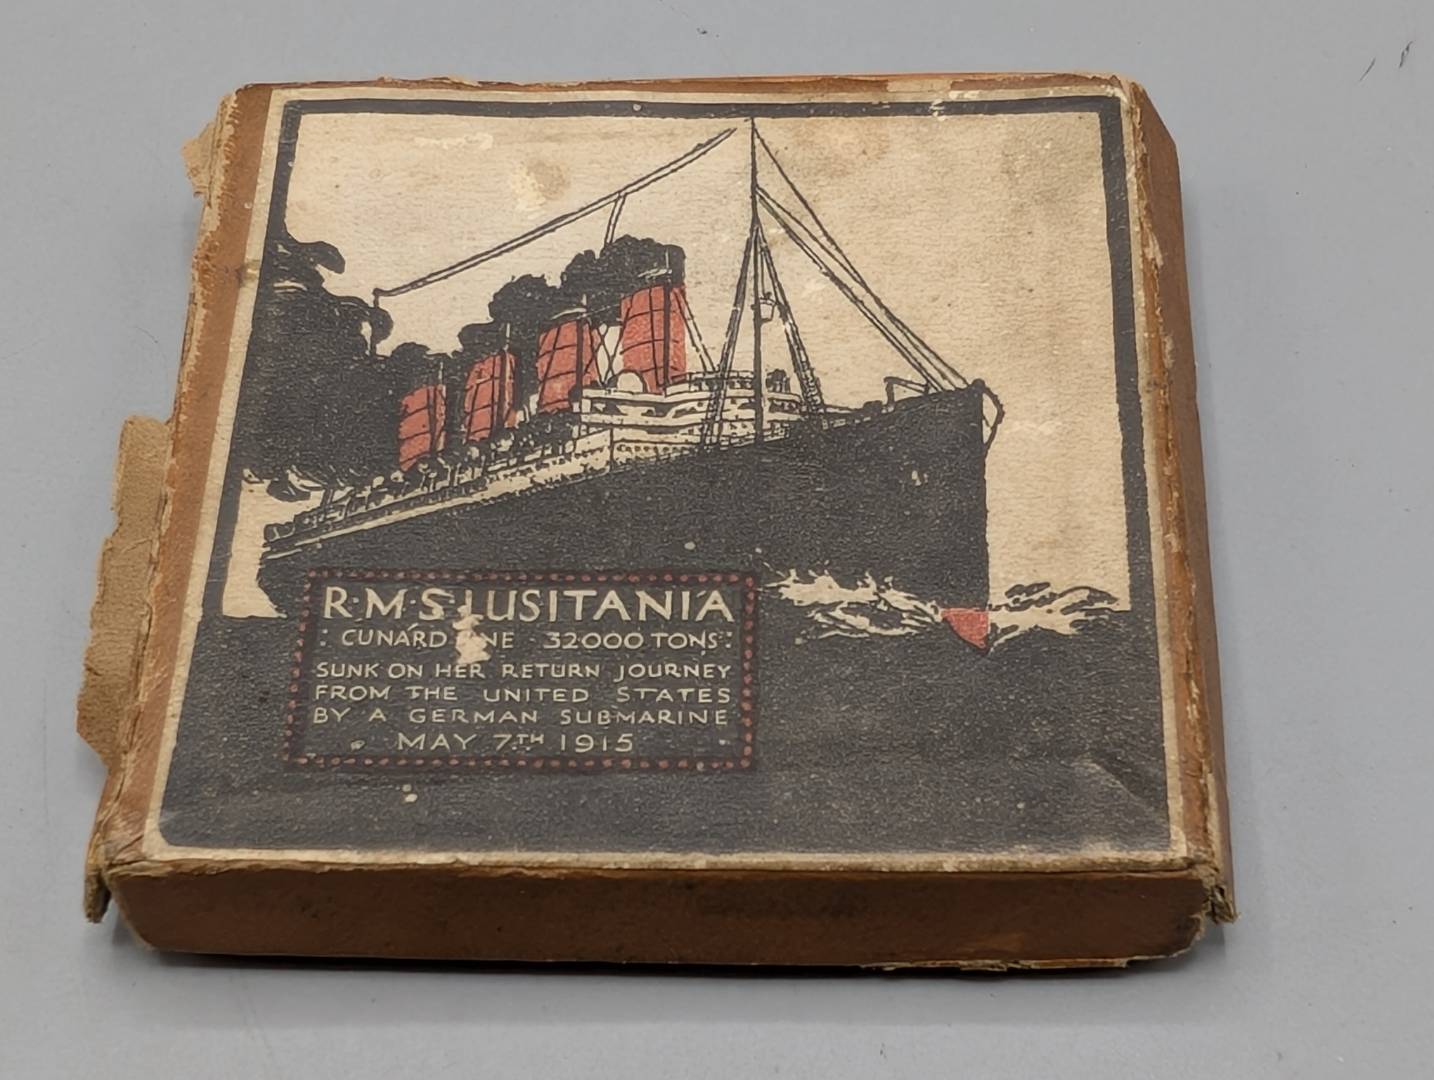 R·M·S· LUSITANIA
: CUNARD LINE · 32000 TONS :
SUNK ON HER RETURN JOURNEY
FROM THE UNITED STATES
BY A GERMAN SUBMARINE
MAY 7TH 1915